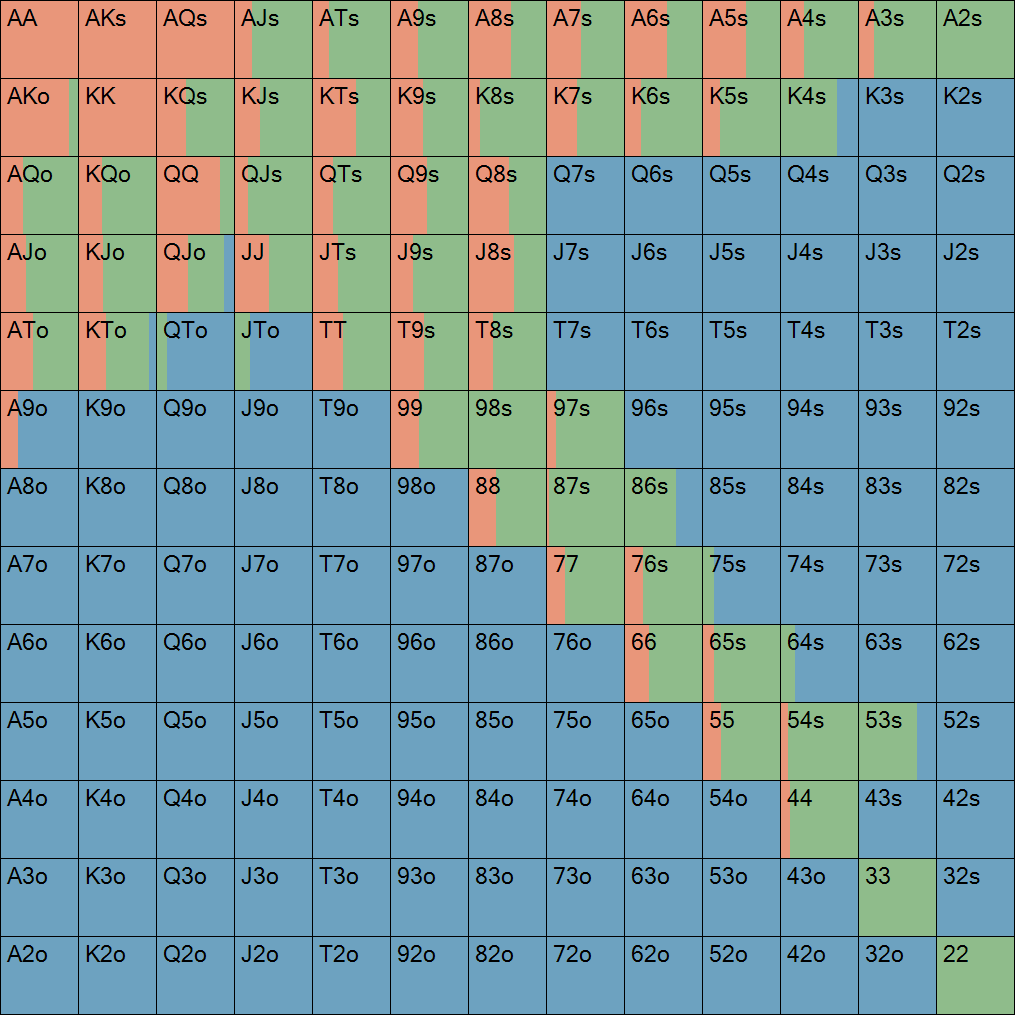 AA AKs AQs AJs ATs A9s A8s A7s A6s A5s A4s A3s A2s
AKo KK KQs KJs KTs K9s K8s K7s K6s K5s K4s K3s K2s
AQo KQo QQ QJs QTs Q9s Q8s Q7s Q6s Q5s Q4s Q3s Q2s
AJo KJo QJo JJ JTs J9s J8s J7s J6s J5s J4s J3s J2s
ATo KTo QTo JTo TT T9s T8s T7s T6s T5s T4s T3s T2s
A9o K9o Q9o J9o T9o 99 98s 97s 96s 95s 94s 93s 92s
A8o K8o Q8o J8o T8o 98o 88 87s 86s 85s 84s 83s 82s
A7o K7o Q7o J7o T7o 97o 87o 77 76s 75s 74s 73s 72s
A6o K6o Q6o J6o T6o 96o 86o 76o 66 65s 64s 63s 62s
A5o K5o Q5o J5o T5o 95o 85o 75o 65o 55 54s 53s 52s
A4o K4o Q4o J4o T4o 94o 84o 74o 64o 54o 44 43s 42s
A3o K3o Q3o J3o T3o 93o 83o 73o 63o 53o 43o 33 32s
A2o K2o Q2o J2o T2o 92o 82o 72o 62o 52o 42o 32o 22